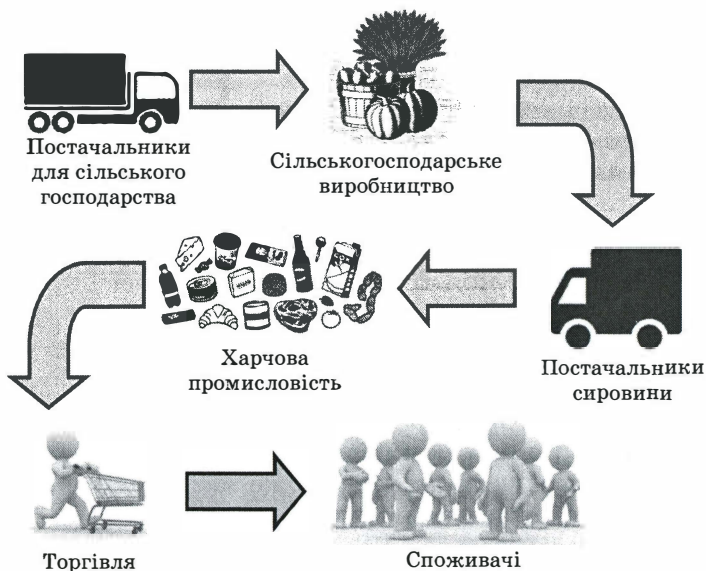 Постачальники
для сільського
господарства
Сільськогосподарське
виробництво
Постачальники
сировини
Харчова
промисловість
Торгівля
Споживачі